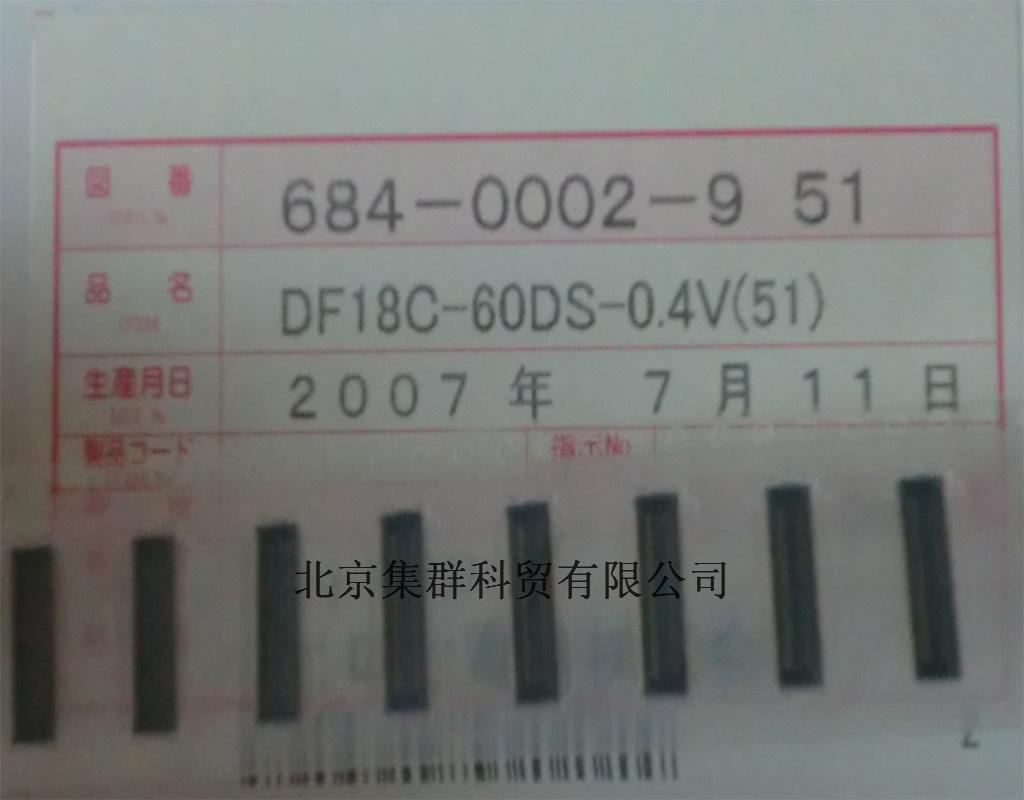 図 番 684-0002-9 51
品 名 DF18C-60DS-0.4V(51)
生産月日 2007 年 7 月 11 日
製品コード 指示No
北京集群科贸有限公司
Z